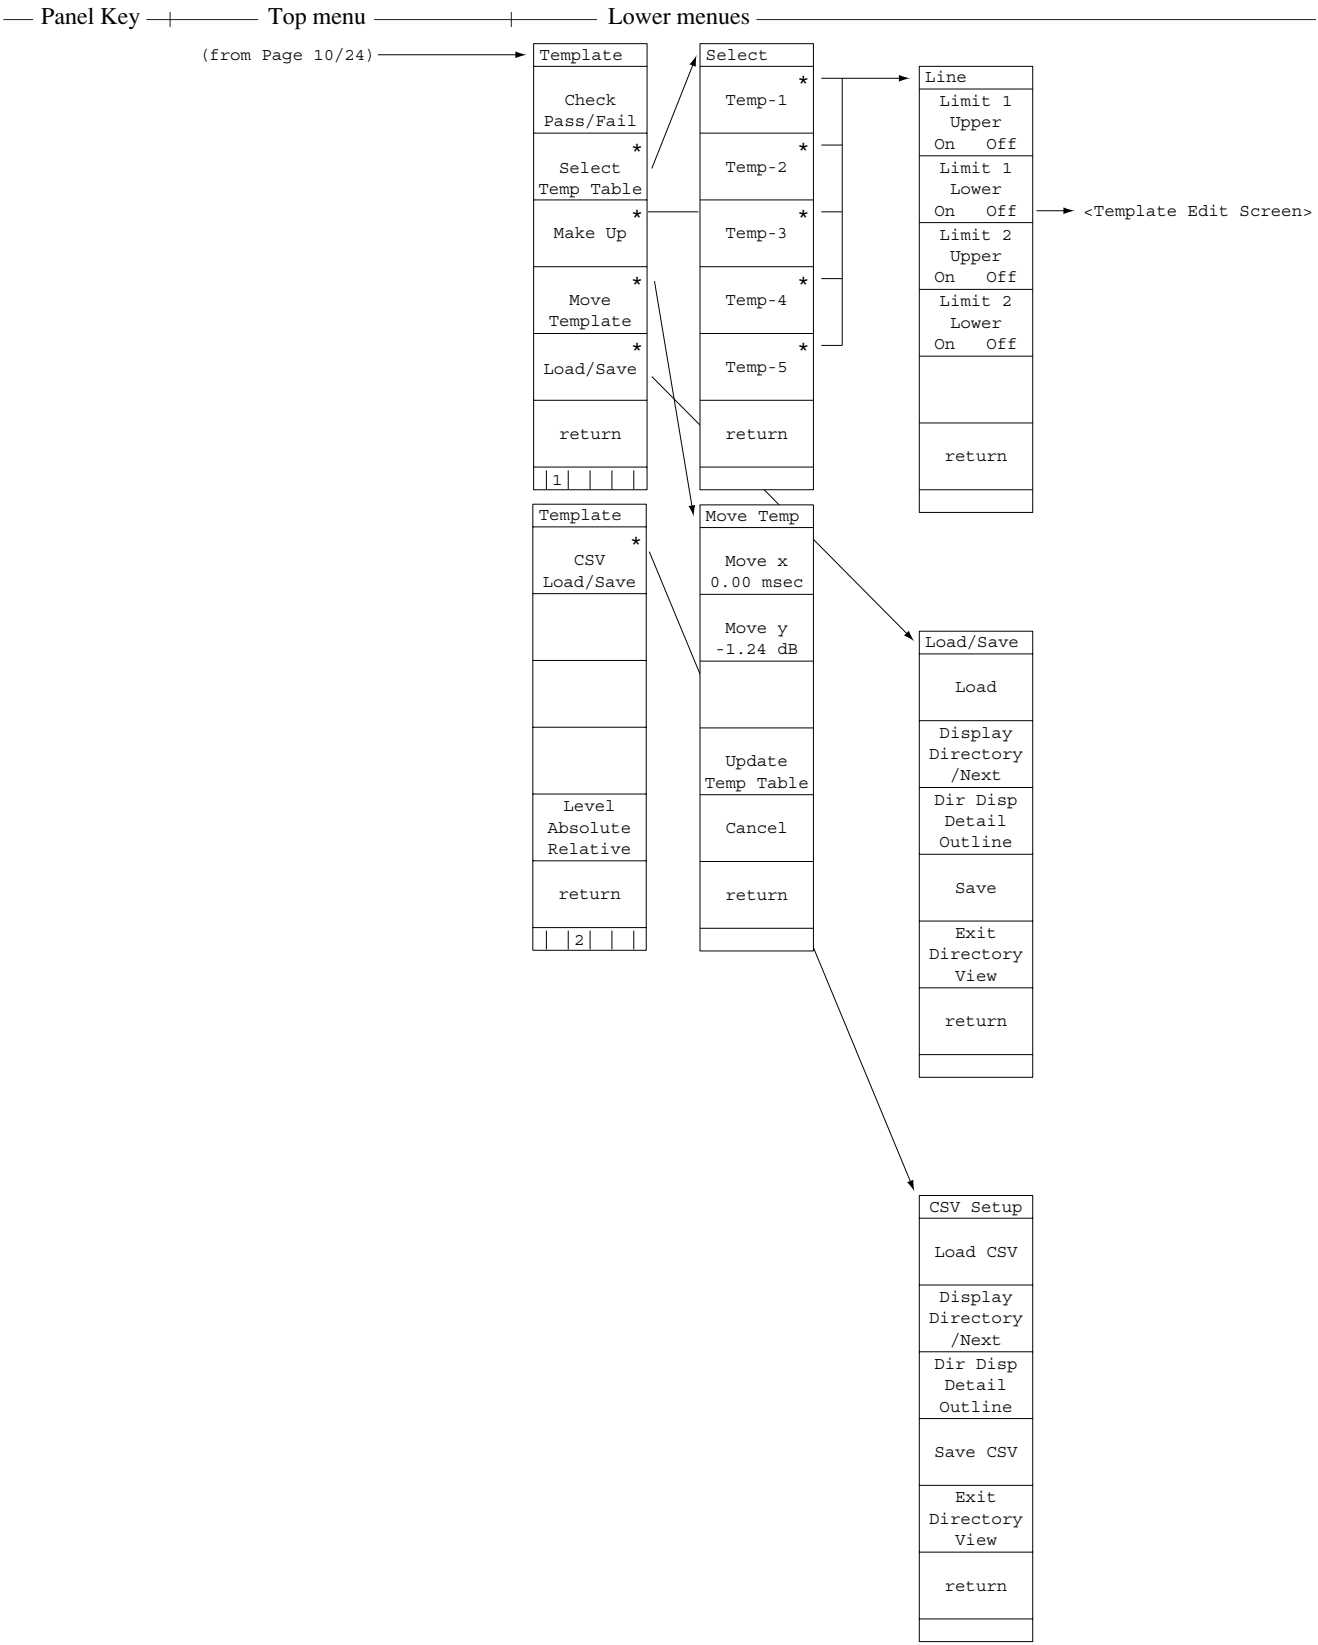 Panel Key
Top menu
Lower menues
(from Page 10/24)
Template
Check
Pass/Fail
*
Select
Temp Table
*
Make Up
*
Move
Template
*
Load/Save
return
1
Template
*
CSV
Load/Save
Level
Absolute
Relative
return
2
Select
*
Temp-1
*
Temp-2
*
Temp-3
*
Temp-4
*
Temp-5
return
Move Temp
Move x
0.00 msec
Move y
-1.24 dB
Update
Temp Table
Cancel
return
Line
Limit 1
Upper
On Off
Limit 1
Lower
On Off
Limit 2
Upper
On Off
Limit 2
Lower
On Off
return
<Template Edit Screen>
Load/Save
Load
Display
Directory
/Next
Dir Disp
Detail
Outline
Save
Exit
Directory
View
return
CSV Setup
Load CSV
Display
Directory
/Next
Dir Disp
Detail
Outline
Save CSV
Exit
Directory
View
return